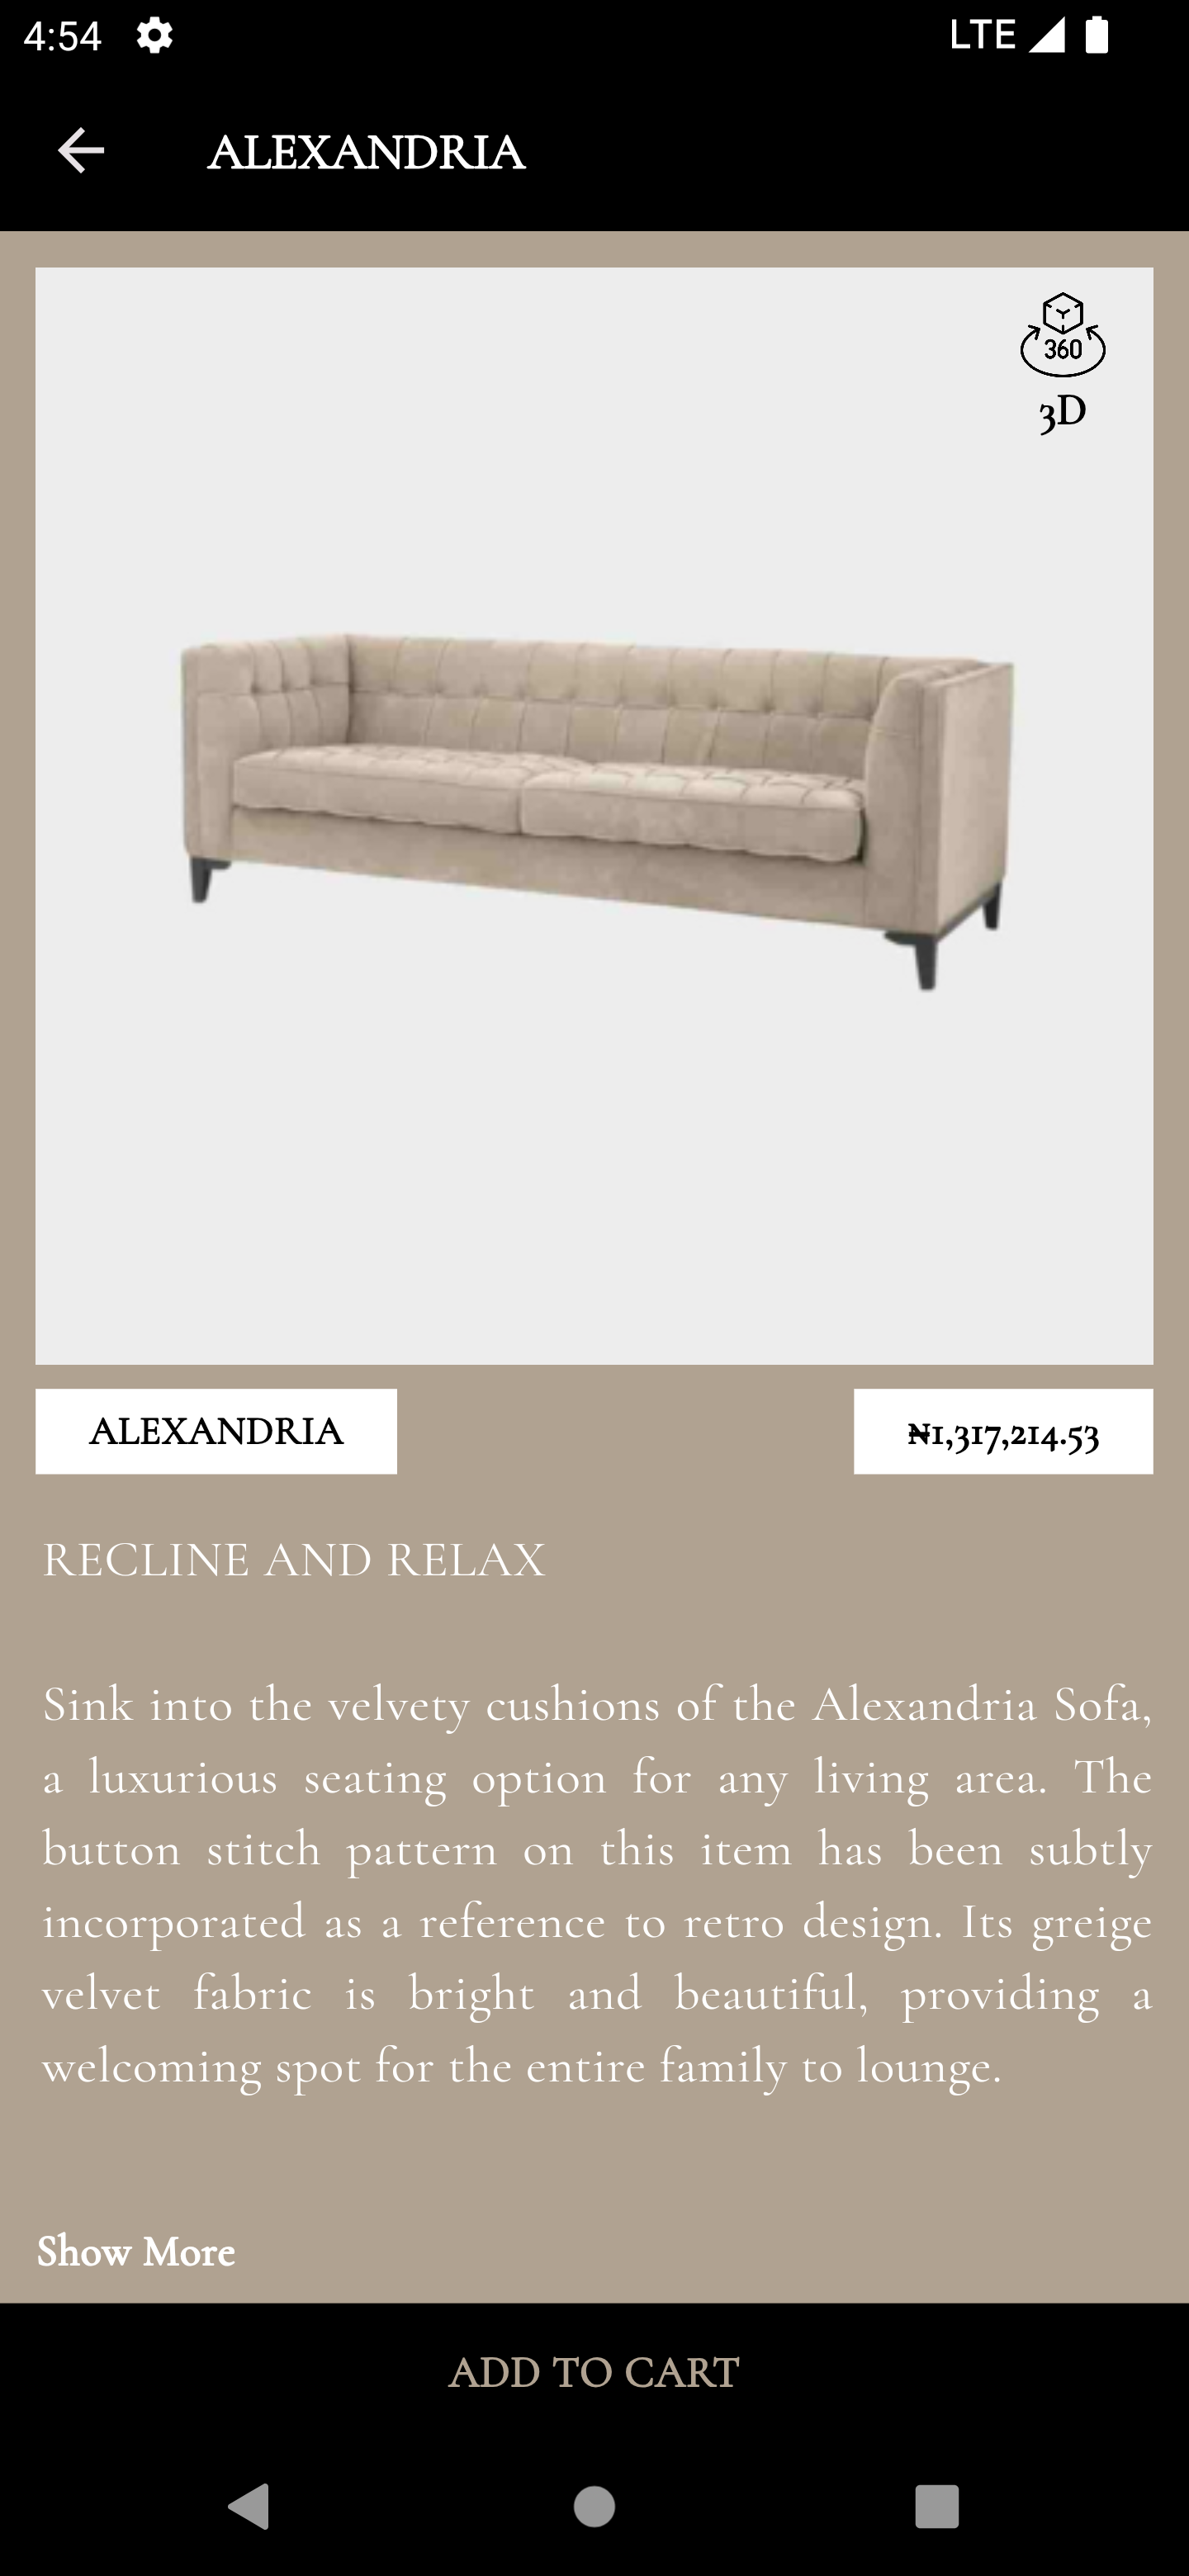 4:54 LTE
ALEXANDRIA
360
3D
ALEXANDRIA
₦1,317,214.53
RECLINE AND RELAX
Sink into the velvety cushions of the Alexandria Sofa,
a luxurious seating option for any living area. The
button stitch pattern on this item has been subtly
incorporated as a reference to retro design. Its greige
velvet fabric is bright and beautiful, providing a
welcoming spot for the entire family to lounge.
Show More
ADD TO CART